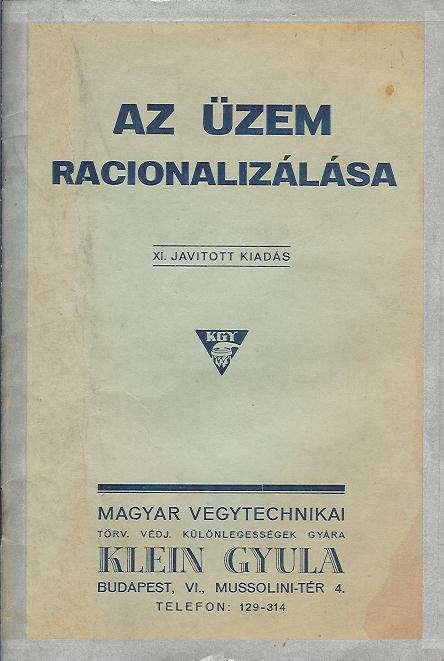 AZ ÜZEM
RACIONALIZÁLÁSA
XI. JAVITOTT KIADÁS
KGY
MAGYAR VEGYTECHNIKAI
TÖRV. VÉDJ. KÜLÖNLEGESSÉGEK GYÁRA
KLEIN GYULA
BUDAPEST, VI., MUSSOLINI-TÉR 4.
TELEFON: 129-314